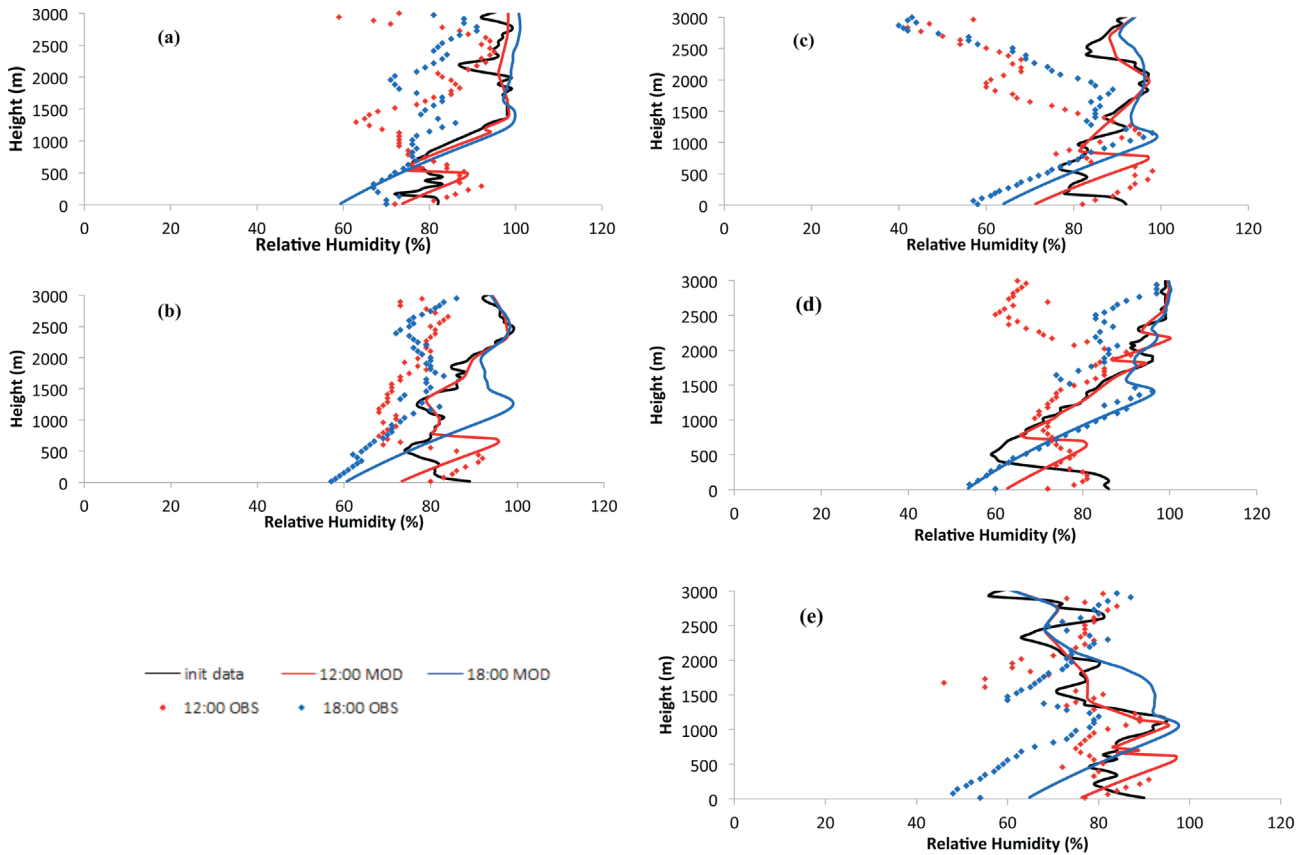 (a)
Height (m)
3000
2500
2000
1500
1000
500
0
0 20 40 60 80 100 120
Relative Humidity (%)
(c)
Height (m)
3000
2500
2000
1500
1000
500
0
0 20 40 60 80 100 120
Relative Humidity (%)
(b)
Height (m)
3000
2500
2000
1500
1000
500
0
0 20 40 60 80 100 120
Relative Humidity (%)
(d)
Height (m)
3000
2500
2000
1500
1000
500
0
0 20 40 60 80 100 120
Relative Humidity (%)
(e)
Height (m)
3000
2500
2000
1500
1000
500
0
0 20 40 60 80 100 120
Relative Humidity (%)
init data 12:00 MOD 18:00 MOD
12:00 OBS 18:00 OBS